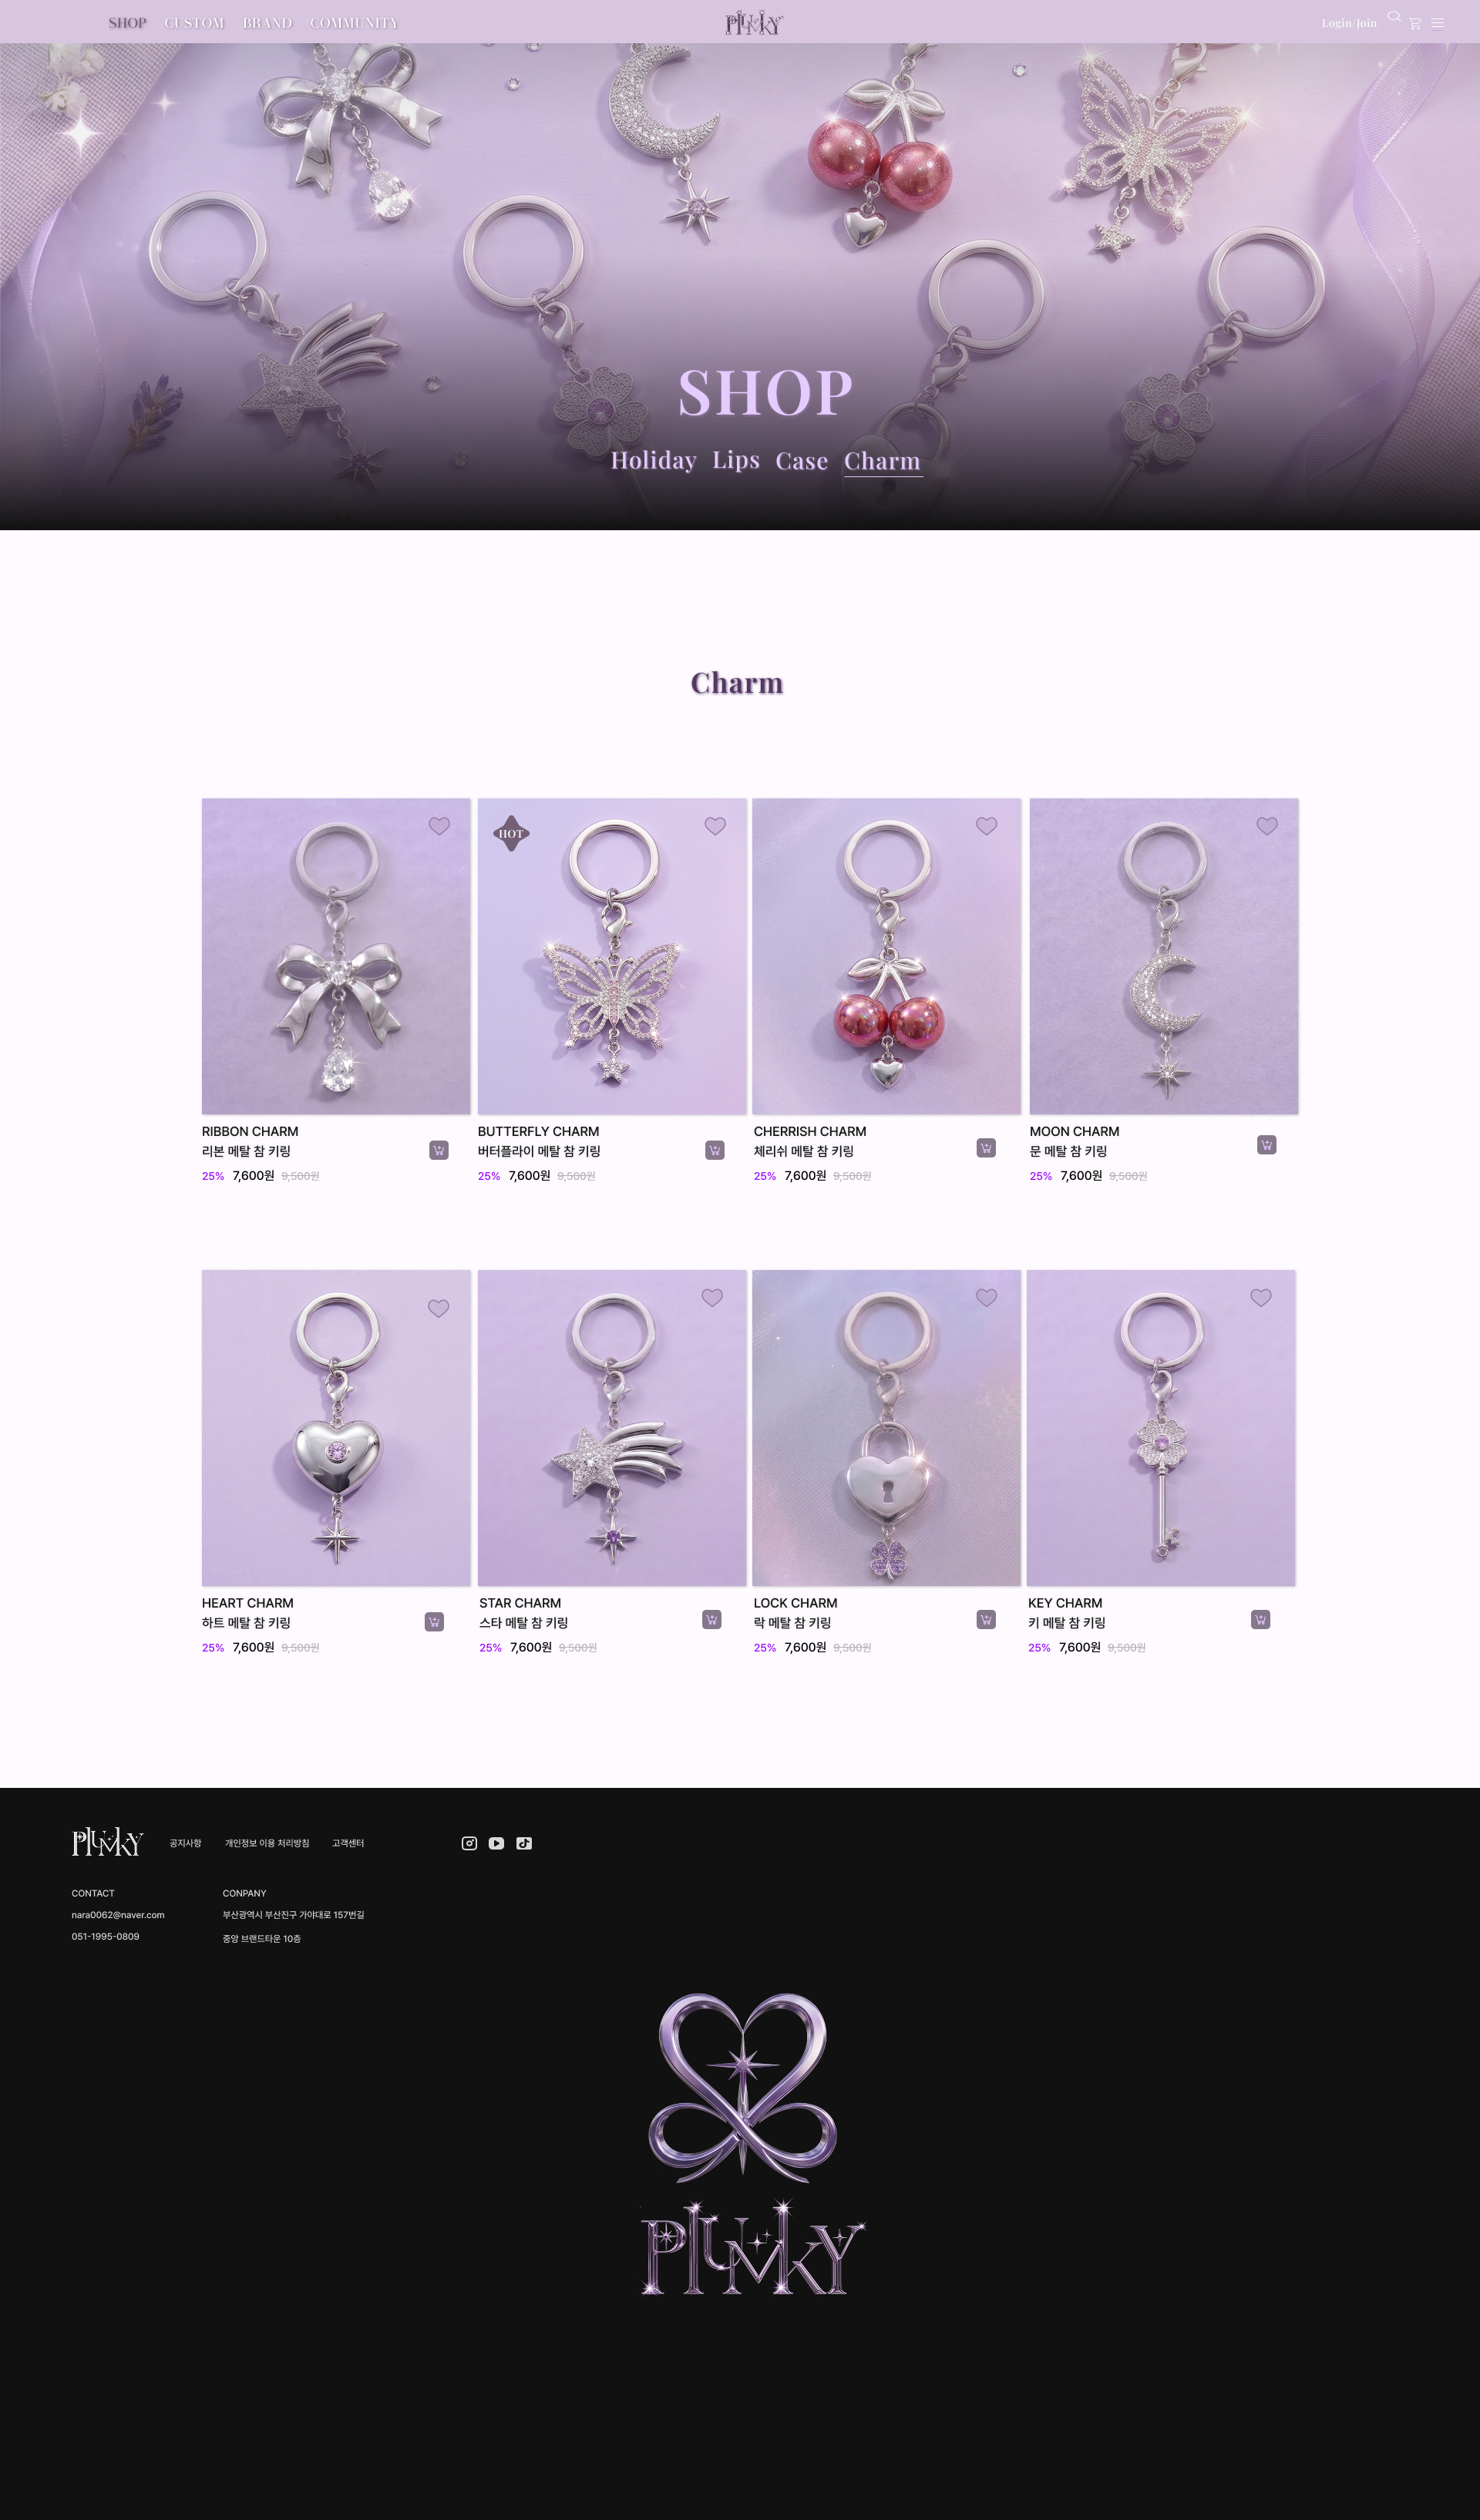 SHOP CUSTOM BRAND COMMUNITY
PlUMKY
Login/Join
SHOP
Holiday Lips Case Charm
Charm
HOT
RIBBON CHARM
리본 메탈 참 키링
25% 7,600원 9,500원
BUTTERFLY CHARM
버터플라이 메탈 참 키링
25% 7,600원 9,500원
CHERRISH CHARM
체리쉬 메탈 참 키링
25% 7,600원 9,500원
MOON CHARM
문 메탈 참 키링
25% 7,600원 9,500원
HEART CHARM
하트 메탈 참 키링
25% 7,600원 9,500원
STAR CHARM
스타 메탈 참 키링
25% 7,600원 9,500원
LOCK CHARM
락 메탈 참 키링
25% 7,600원 9,500원
KEY CHARM
키 메탈 참 키링
25% 7,600원 9,500원
PlUMKY
공지사항 개인정보 이용 처리방침 고객센터
CONTACT
nara0062@naver.com
051-1995-0809
CONPANY
부산광역시 부산진구 가야대로 157번길
중앙 브랜드타운 10층
PlUMKY